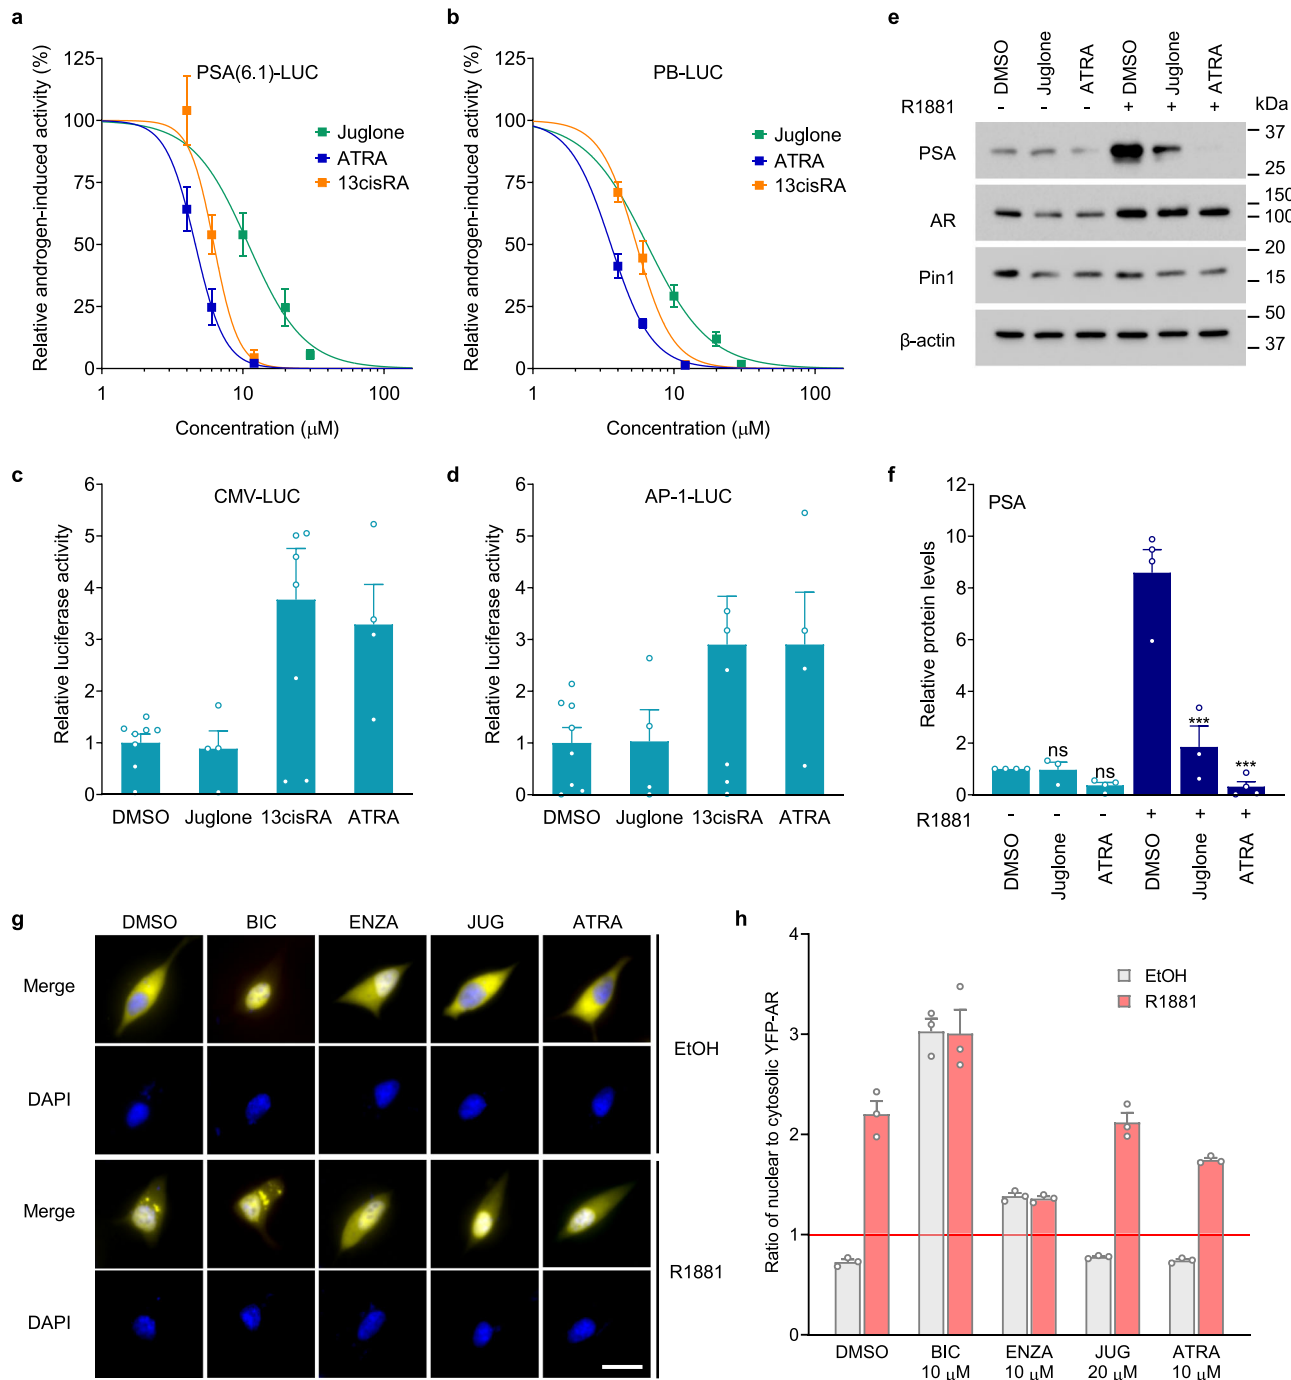 a
PSA(6.1)-LUC
Relative androgen-induced activity (%)
125
100
75
50
25
0
Juglone
ATRA
13cisRA
1
10
100
Concentration (μM)
b
PB-LUC
Relative androgen-induced activity (%)
125
100
75
50
25
0
Juglone
ATRA
13cisRA
1
10
100
Concentration (μM)
c
CMV-LUC
Relative luciferase activity
6
5
4
3
2
1
0
DMSO Juglone 13cisRA ATRA
d
AP-1-LUC
Relative luciferase activity
6
5
4
3
2
1
0
DMSO Juglone 13cisRA ATRA
e
DMSO Juglone ATRA DMSO Juglone ATRA
R1881 - - - + + + kDa
PSA
37
25
AR
150
100
Pin1
20
15
β-actin
50
37
f
PSA
Relative protein levels
12
10
8
6
4
2
0
ns
ns
***
***
R1881 - - - + + +
DMSO Juglone ATRA DMSO Juglone ATRA
g
DMSO BIC ENZA JUG ATRA
Merge
DAPI
EtOH
Merge
DAPI
R1881
h
Ratio of nuclear to cytosolic YFP-AR
4
3
2
1
0
EtOH
R1881
DMSO BIC ENZA JUG ATRA
10 μM 10 μM 20 μM 10 μM